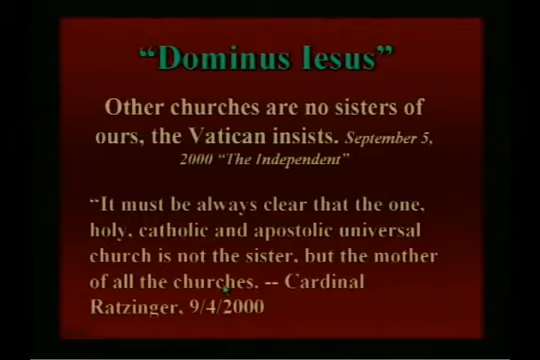 “Dominus Iesus”
Other churches are no sisters of
ours, the Vatican insists. September 5,
2000 “The Independent”
“It must be always clear that the one,
holy, catholic and apostolic universal
church is not the sister, but the mother
of all the churches. -- Cardinal
Ratzinger, 9/4/2000